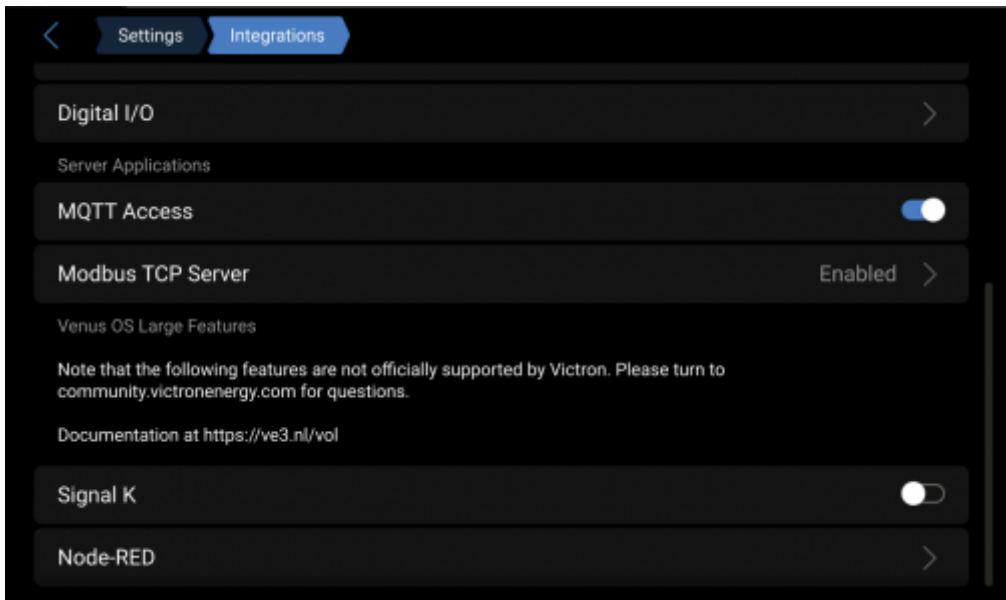 Settings
Integrations
Digital I/O
Server Applications
MQTT Access
Modbus TCP Server
Enabled
Venus OS Large Features
Note that the following features are not officially supported by Victron. Please turn to
community.victronenergy.com for questions.
Documentation at https://ve3.nl/vol
Signal K
Node-RED